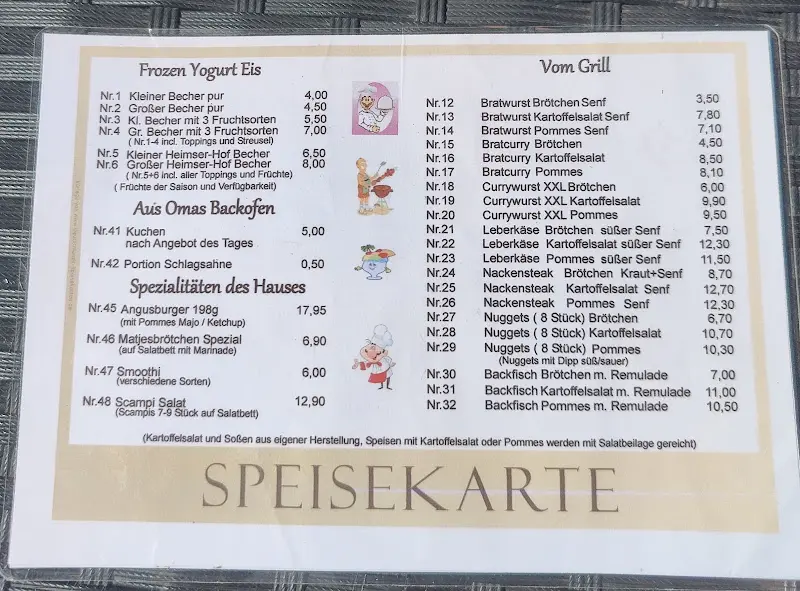 Frozen Yogurt Eis
Nr.1 Kleiner Becher pur 4,00
Nr.2 Großer Becher pur 4,50
Nr.3 Kl. Becher mit 3 Fruchtsorten 5,50
Nr.4 Gr. Becher mit 3 Fruchtsorten 7,00
( Nr.1-4 incl. Toppings und Streusel)
Nr.5 Kleiner Heimser-Hof Becher 6,50
Nr.6 Großer Heimser-Hof Becher 8,00
( Nr.5+6 incl. aller Toppings und Früchte)
( Früchte der Saison und Verfügbarkeit)
Aus Omas Backofen
Nr.41 Kuchen 5,00
nach Angebot des Tages
Nr.42 Portion Schlagsahne 0,50
Spezialitäten des Hauses
Nr.45 Angusburger 198g 17,95
(mit Pommes Majo / Ketchup)
Nr.46 Matjesbrötchen Spezial 6,90
(auf Salatbett mit Marinade)
Nr.47 Smoothi 6,00
(verschiedene Sorten)
Nr.48 Scampi Salat 12,90
(Scampis 7-9 Stück auf Salatbett)
Vom Grill
Nr.12 Bratwurst Brötchen Senf 3,50
Nr.13 Bratwurst Kartoffelsalat Senf 7,80
Nr.14 Bratwurst Pommes Senf 7,10
Nr.15 Bratcurry Brötchen 4,50
Nr.16 Bratcurry Kartoffelsalat 8,50
Nr.17 Bratcurry Pommes 8,10
Nr.18 Currywurst XXL Brötchen 6,00
Nr.19 Currywurst XXL Kartoffelsalat 9,90
Nr.20 Currywurst XXL Pommes 9,50
Nr.21 Leberkäse Brötchen süßer Senf 7,50
Nr.22 Leberkäse Kartoffelsalat süßer Senf 12,30
Nr.23 Leberkäse Pommes süßer Senf 11,50
Nr.24 Nackensteak Brötchen Kraut+Senf 8,70
Nr.25 Nackensteak Kartoffelsalat Senf 12,70
Nr.26 Nackensteak Pommes Senf 12,30
Nr.27 Nuggets ( 8 Stück) Brötchen 6,70
Nr.28 Nuggets ( 8 Stück) Kartoffelsalat 10,70
Nr.29 Nuggets ( 8 Stück) Pommes 10,30
(Nuggets mit Dipp süß/sauer)
Nr.30 Backfisch Brötchen m. Remulade 7,00
Nr.31 Backfisch Kartoffelsalat m. Remulade 11,00
Nr.32 Backfisch Pommes m. Remulade 10,50
(Kartoffelsalat und Soßen aus eigener Herstellung, Speisen mit Kartoffelsalat oder Pommes werden mit Salatbeilage gereicht)
SPEISEKARTE